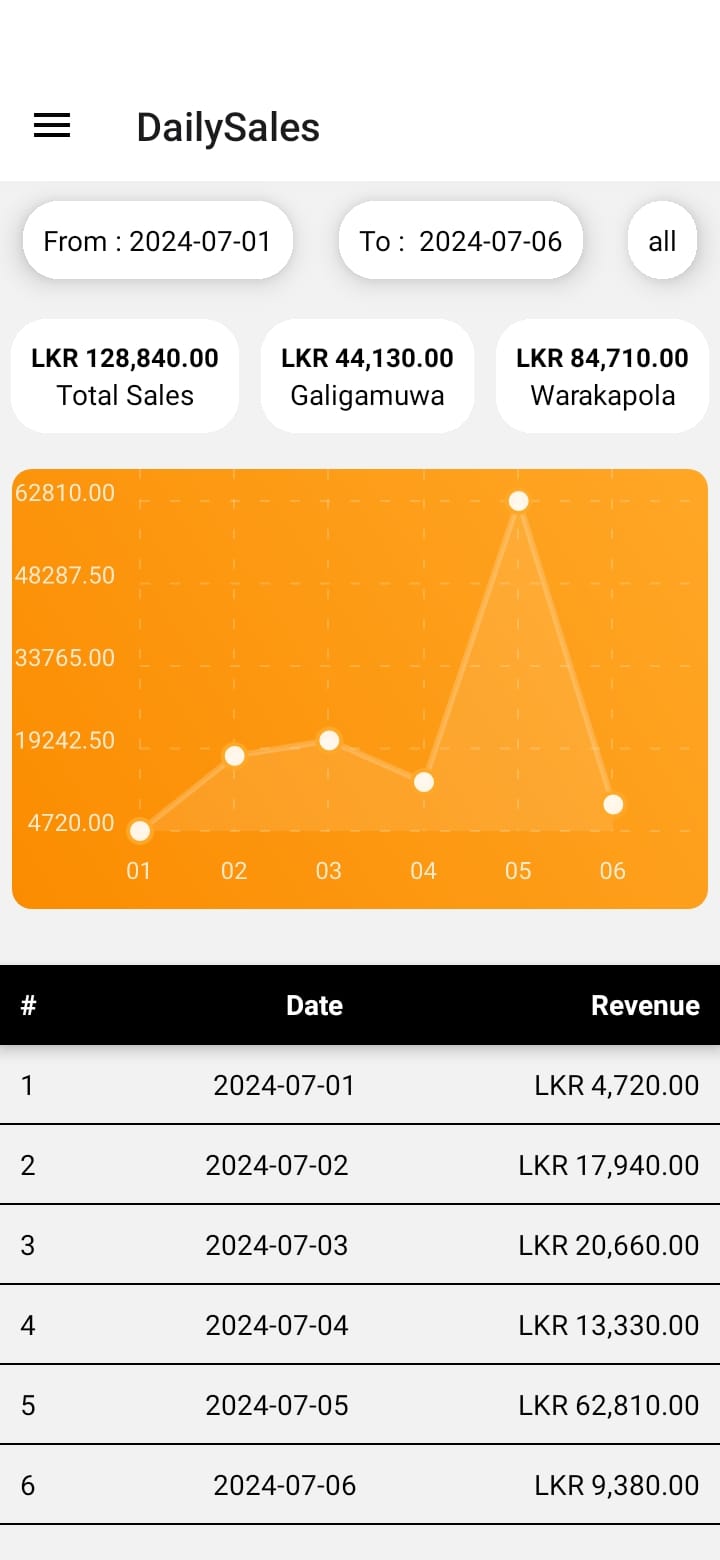 DailySales
From : 2024-07-01 To : 2024-07-06 all
LKR 128,840.00 LKR 44,130.00 LKR 84,710.00
Total Sales Galigamuwa Warakapola
62810.00
48287.50
33765.00
19242.50
4720.00
01 02 03 04 05 06
# Date Revenue
1 2024-07-01 LKR 4,720.00
2 2024-07-02 LKR 17,940.00
3 2024-07-03 LKR 20,660.00
4 2024-07-04 LKR 13,330.00
5 2024-07-05 LKR 62,810.00
6 2024-07-06 LKR 9,380.00